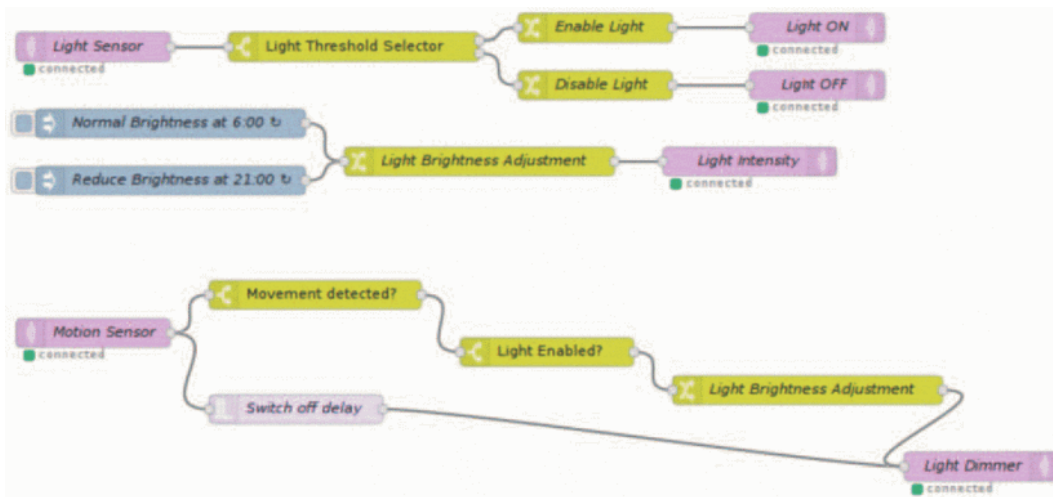 Light Sensor
connected
Light Threshold Selector
Enable Light
Light ON
connected
Disable Light
Light OFF
connected
Normal Brightness at 6:00 ↻
Reduce Brightness at 21:00 ↻
Light Brightness Adjustment
Light Intensity
connected
Motion Sensor
connected
Movement detected?
Light Enabled?
Light Brightness Adjustment
Switch off delay
Light Dimmer
connected